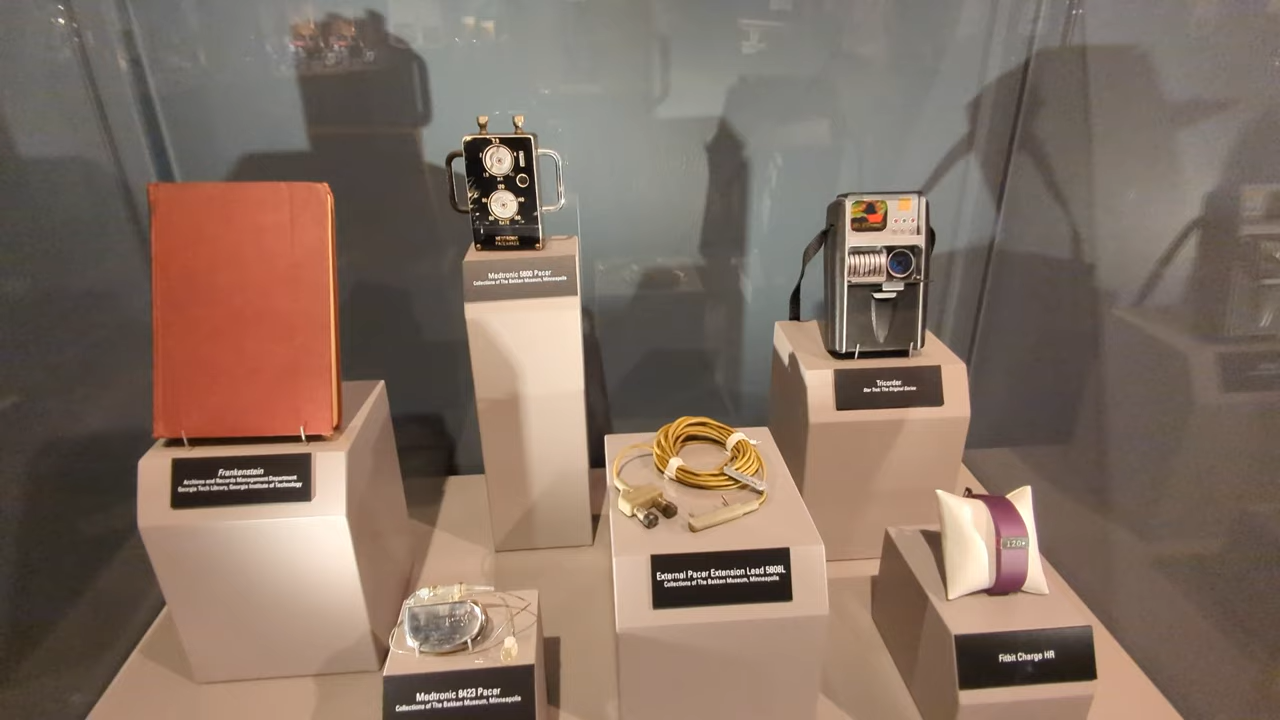 Medtronic 5800 Pacer
Collections of The Bakken Museum, Minneapolis
Tricorder
Star Trek: The Original Series
Frankenstein
Archives and Records Management Department
Georgia Tech Library, Georgia Institute of Technology
External Pacer Extension Lead 5808L
Collections of The Bakken Museum, Minneapolis
120
Fitbit Charge HR
Medtronic 8423 Pacer
Collections of The Bakken Museum, Minneapolis